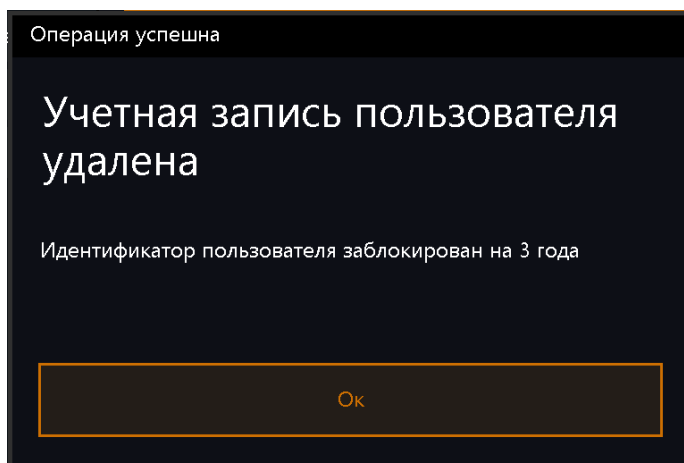 Операция успешна
Учетная запись пользователя
удалена
Идентификатор пользователя заблокирован на 3 года
Ок